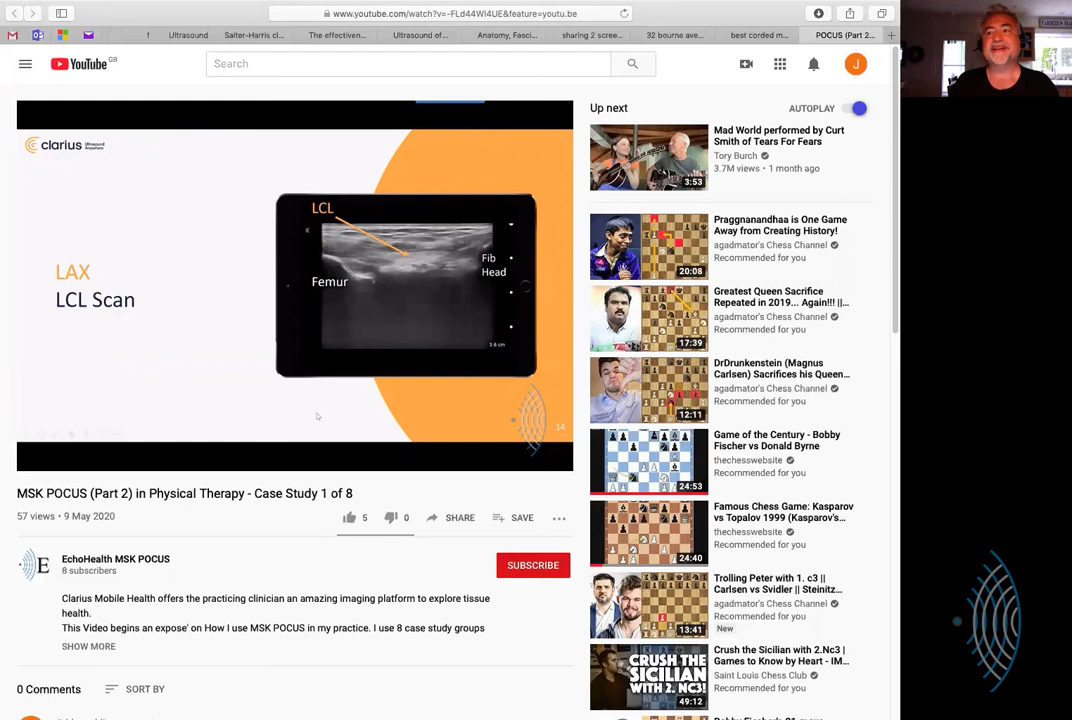 www.youtube.com/watch?v=-FLd44WI4UE&feature=youtu.be
Ultrasound
Salter-Harris cl...
The effectiven...
Ultrasound of...
Anatomy, Fasci...
sharing 2 scree...
32 bourne ave...
best corded m...
POCUS (Part 2...
YouTube GB
Search
J
clarius Ultrasound Anywhere
LAX
LCL Scan
LCL
Femur
Fib
Head
3.6 cm
14
MSK POCUS (Part 2) in Physical Therapy - Case Study 1 of 8
57 views • 9 May 2020
5
0
SHARE
SAVE
E
EchoHealth MSK POCUS
8 subscribers
SUBSCRIBE
Clarius Mobile Health offers the practicing clinician an amazing imaging platform to explore tissue
health.
This Video begins an expose' on How I use MSK POCUS in my practice. I use 8 case study groups
SHOW MORE
0 Comments
SORT BY
Up next
AUTOPLAY
3:53
Mad World performed by Curt
Smith of Tears For Fears
Tory Burch
3.7M views • 1 month ago
20:08
Praggnanandhaa is One Game
Away from Creating History!
agadmator's Chess Channel
Recommended for you
17:39
Greatest Queen Sacrifice
Repeated in 2019... Again!!! ||...
agadmator's Chess Channel
Recommended for you
12:11
DrDrunkenstein (Magnus
Carlsen) Sacrifices his Queen...
agadmator's Chess Channel
Recommended for you
24:53
Game of the Century - Bobby
Fischer vs Donald Byrne
thechesswebsite
Recommended for you
24:40
Famous Chess Game: Kasparov
vs Topalov 1999 (Kasparov's...
thechesswebsite
Recommended for you
13:41
Trolling Peter with 1. c3 ||
Carlsen vs Svidler || Steinitz...
agadmator's Chess Channel
Recommended for you
New
CRUSH THE
SICILIAN
WITH 2. NC3!
49:12
Crush the Sicilian with 2.Nc3 |
Games to Know by Heart - IM...
Saint Louis Chess Club
Recommended for you